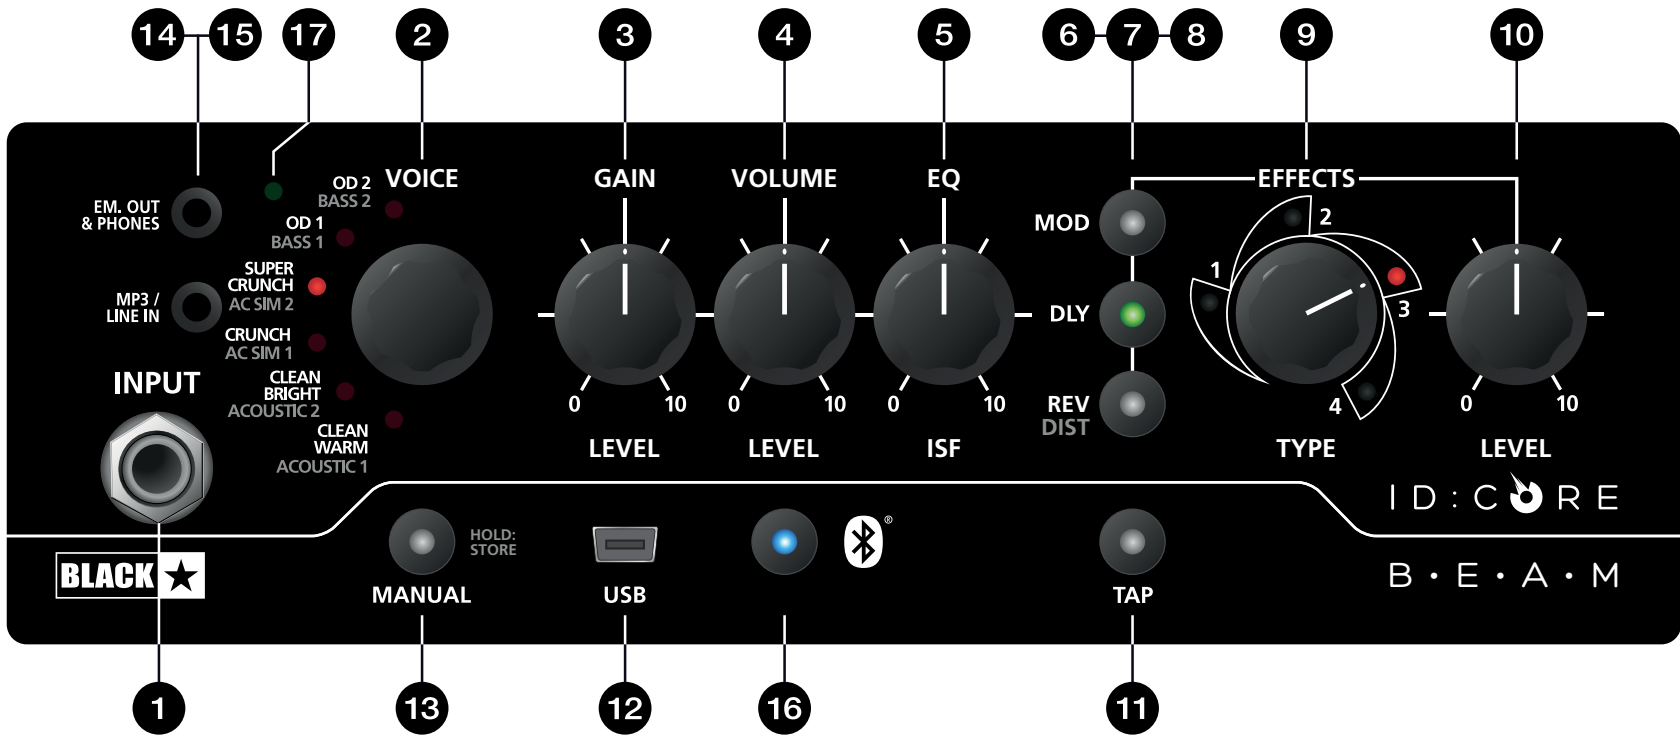 14 15 17 2 3 4 5 6 7 8 9 10
VOICE GAIN VOLUME EQ EFFECTS
EM. OUT
& PHONES
MP3 /
LINE IN
INPUT
OD 2
BASS 2
OD 1
BASS 1
SUPER
CRUNCH
AC SIM 2
CRUNCH
AC SIM 1
CLEAN
BRIGHT
ACOUSTIC 2
CLEAN
WARM
ACOUSTIC 1
0 10
LEVEL
0 10
LEVEL
0 10
ISF
MOD
DLY
REV
DIST
1
2
3
4
TYPE
0 10
LEVEL
ID:CORE
BLACK
HOLD:
STORE
MANUAL
USB
®
TAP
B·E·A·M
1 13 12 16 11